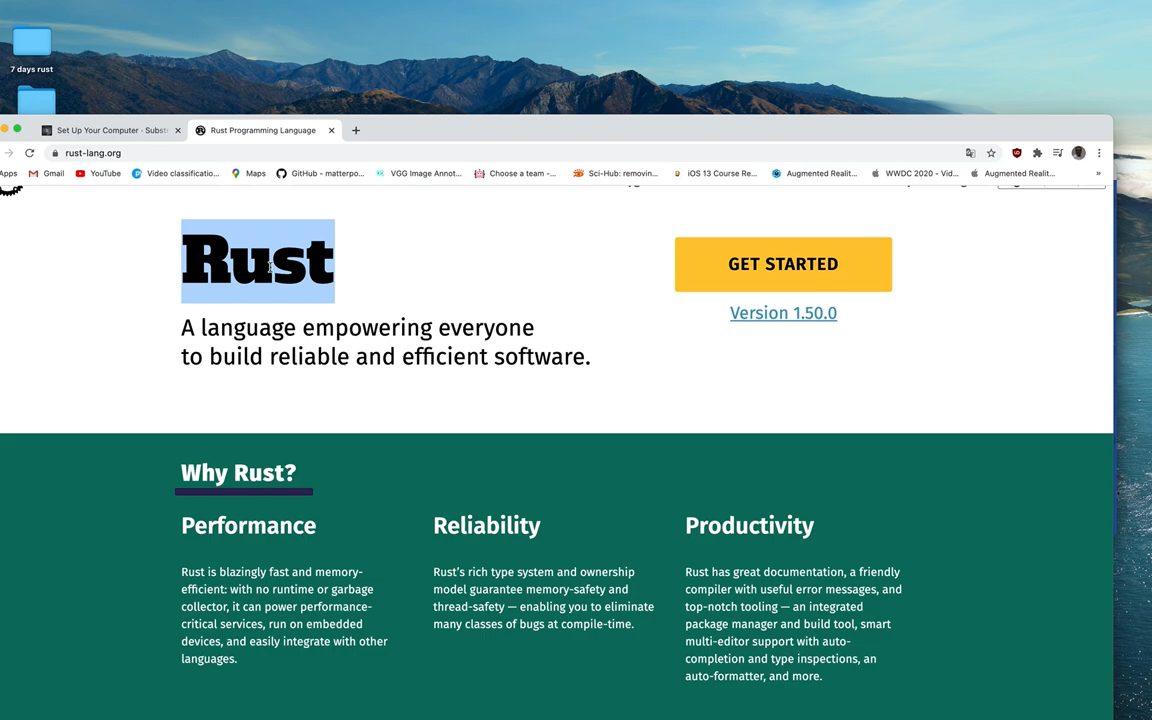 7 days rust
Set Up Your Computer · Subst
Rust Programming Language
rust-lang.org
Apps
Gmail
YouTube
Video classificatio...
Maps
GitHub - matterpo...
VGG Image Annot...
Choose a team -...
Sci-Hub: removin...
iOS 13 Course Re...
Augmented Realit...
WWDC 2020 - Vid...
Augmented Realit...
»
Rust
GET STARTED
Version 1.50.0
A language empowering everyone
to build reliable and efficient software.
Why Rust?
Performance
Rust is blazingly fast and memory-
efficient: with no runtime or garbage
collector, it can power performance-
critical services, run on embedded
devices, and easily integrate with other
languages.
Reliability
Rust’s rich type system and ownership
model guarantee memory-safety and
thread-safety — enabling you to eliminate
many classes of bugs at compile-time.
Productivity
Rust has great documentation, a friendly
compiler with useful error messages, and
top-notch tooling — an integrated
package manager and build tool, smart
multi-editor support with auto-
completion and type inspections, an
auto-formatter, and more.